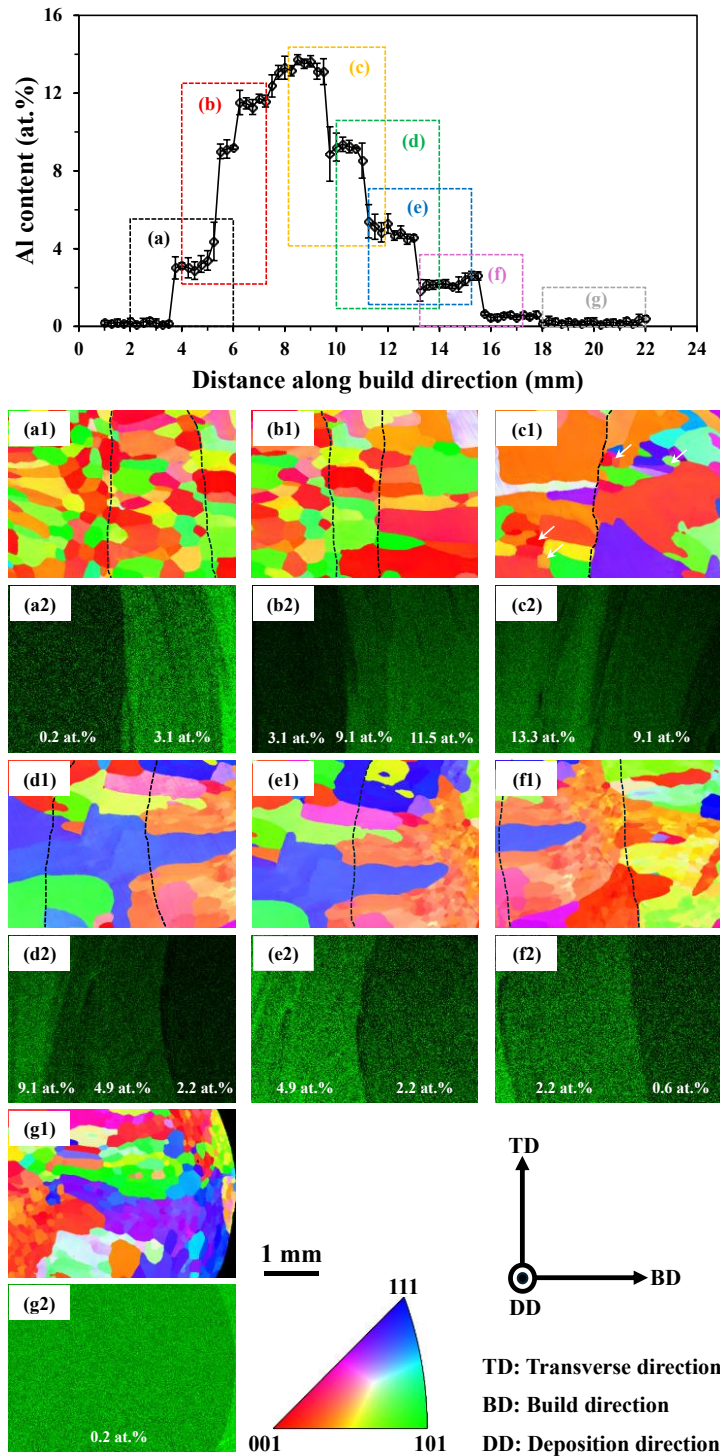 16
12
8
4
0
Al content (at.%)
(a)
(b)
(c)
(d)
(e)
(f)
(g)
0 2 4 6 8 10 12 14 16 18 20 22 24
Distance along build direction (mm)
(a1) (b1) (c1)
(a2) (b2) (c2)
0.2 at.% 3.1 at.% 3.1 at.% 9.1 at.% 11.5 at.% 13.3 at.% 9.1 at.%
(d1) (e1) (f1)
(d2) (e2) (f2)
9.1 at.% 4.9 at.% 2.2 at.% 4.9 at.% 2.2 at.% 2.2 at.% 0.6 at.%
(g1)
TD
1 mm
BD
DD
(g2)
111
0.2 at.%
001 101
TD: Transverse direction
BD: Build direction
DD: Deposition direction